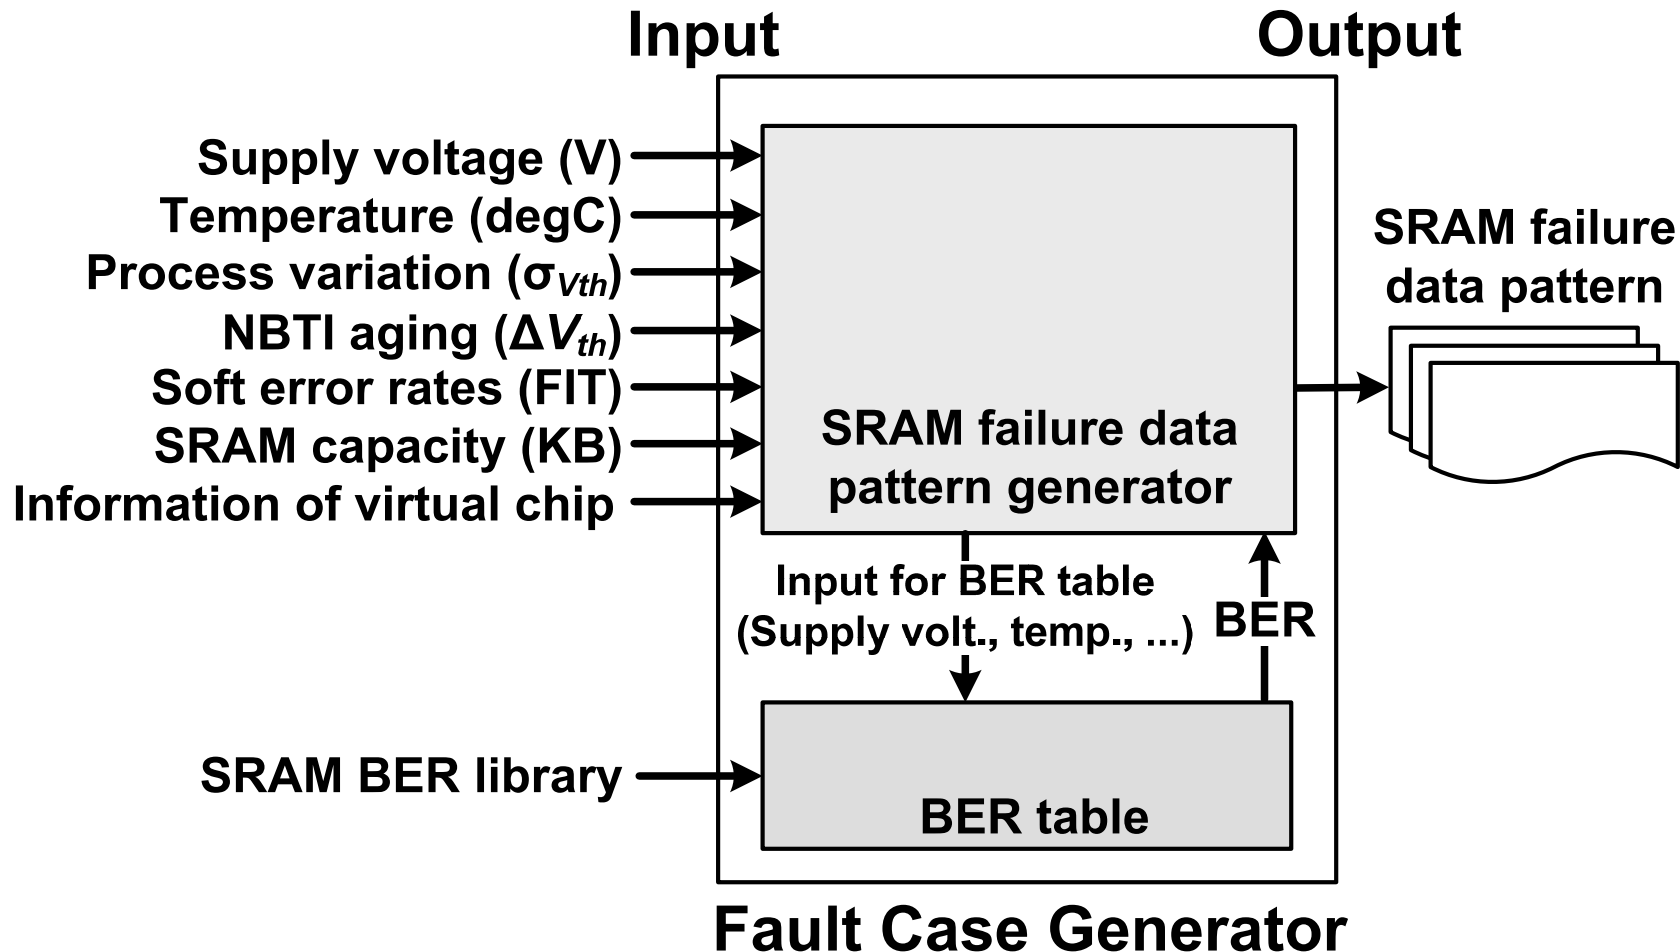 Input
Output
Supply voltage (V)
Temperature (degC)
Process variation (σVth)
NBTI aging (ΔVth)
Soft error rates (FIT)
SRAM capacity (KB)
Information of virtual chip
SRAM failure data
pattern generator
SRAM failure
data pattern
Input for BER table
(Supply volt., temp., ...)
BER
SRAM BER library
BER table
Fault Case Generator